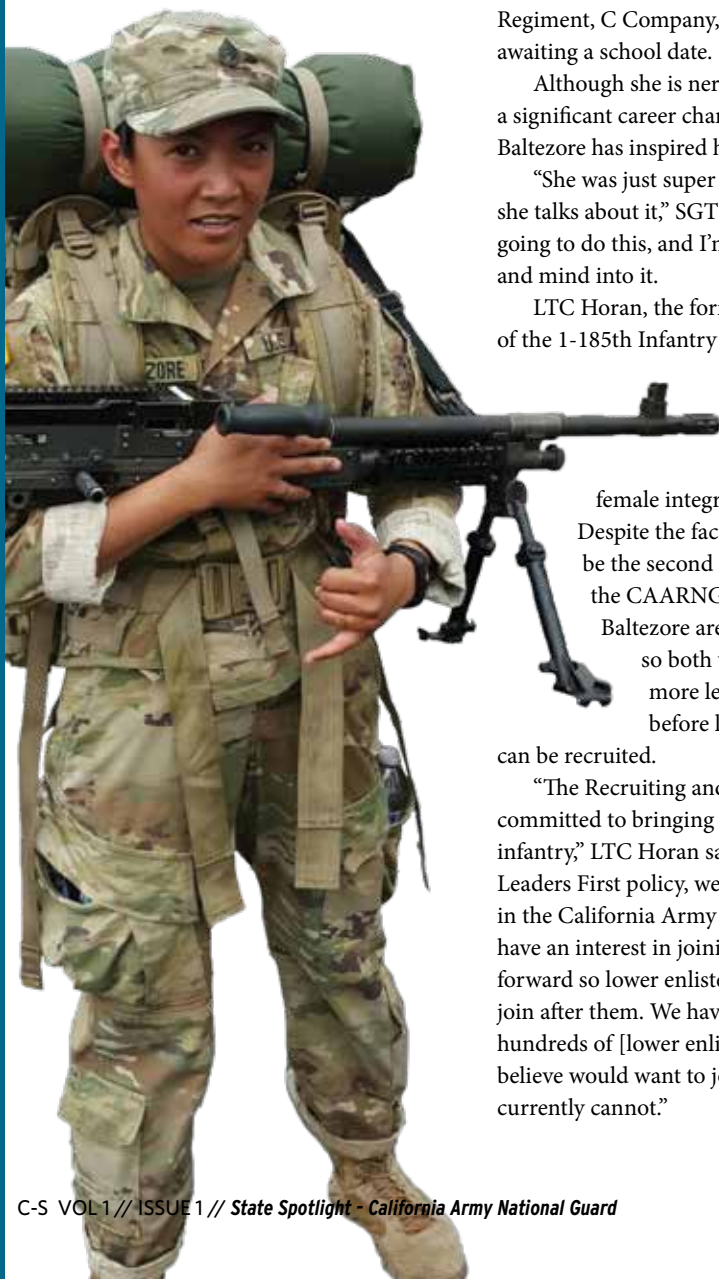 Regiment, C Company,
awaiting a school date.
Although she is ner
a significant career char
Baltezore has inspired h
“She was just super
she talks about it,” SGT
going to do this, and I’m
and mind into it.
LTC Horan, the for
of the 1-185th Infantry
female integr
Despite the fac
be the second
the CAARNG
Baltezore are
so both
more le
before l
can be recruited.
“The Recruiting and
committed to bringing
infantry,” LTC Horan sa
Leaders First policy, we
in the California Army
have an interest in joini
forward so lower enliste
join after them. We hav
hundreds of [lower enli
believe would want to jo
currently cannot.”
ZORE
U.S
C-S VOL 1 // ISSUE 1 // State Spotlight - California Army National Guard